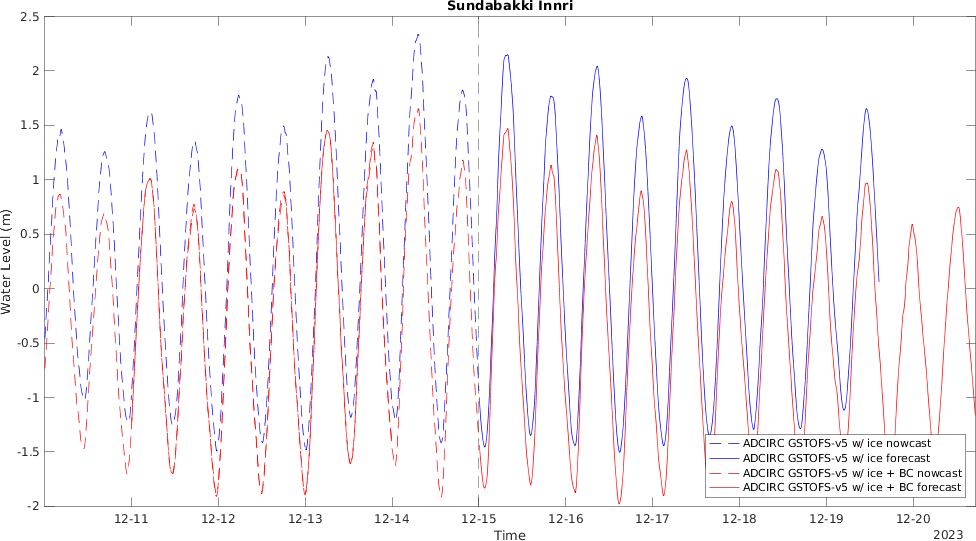 Sundabakki Innri
2.5
2
1.5
1
0.5
0
-0.5
-1
-1.5
-2
Water Level (m)
ADCIRC GSTOFS-v5 w/ ice nowcast
ADCIRC GSTOFS-v5 w/ ice forecast
ADCIRC GSTOFS-v5 w/ ice + BC nowcast
ADCIRC GSTOFS-v5 w/ ice + BC forecast
12-11 12-12 12-13 12-14 12-15 12-16 12-17 12-18 12-19 12-20
Time
2023